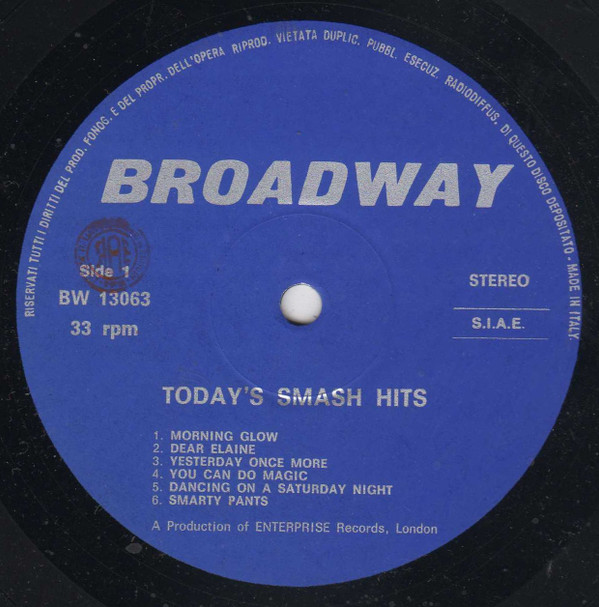 RISERVATI TUTTI I DIRITTI DEL PROD. FONOG. E DEL PROPR. DELL'OPERA RIPROD. VIETATA DUPLIC. PUBBL. ESECUZ. RADIODIFFUS. DI QUESTO DISCO DEPOSITATO - MADE IN ITALY
BROADWAY
Side 1
BW 13063
33 rpm
STEREO
S.I.A.E.
TODAY'S SMASH HITS
1. MORNING GLOW
2. DEAR ELAINE
3. YESTERDAY ONCE MORE
4. YOU CAN DO MAGIC
5. DANCING ON A SATURDAY NIGHT
6. SMARTY PANTS
A Production of ENTERPRISE Records, London